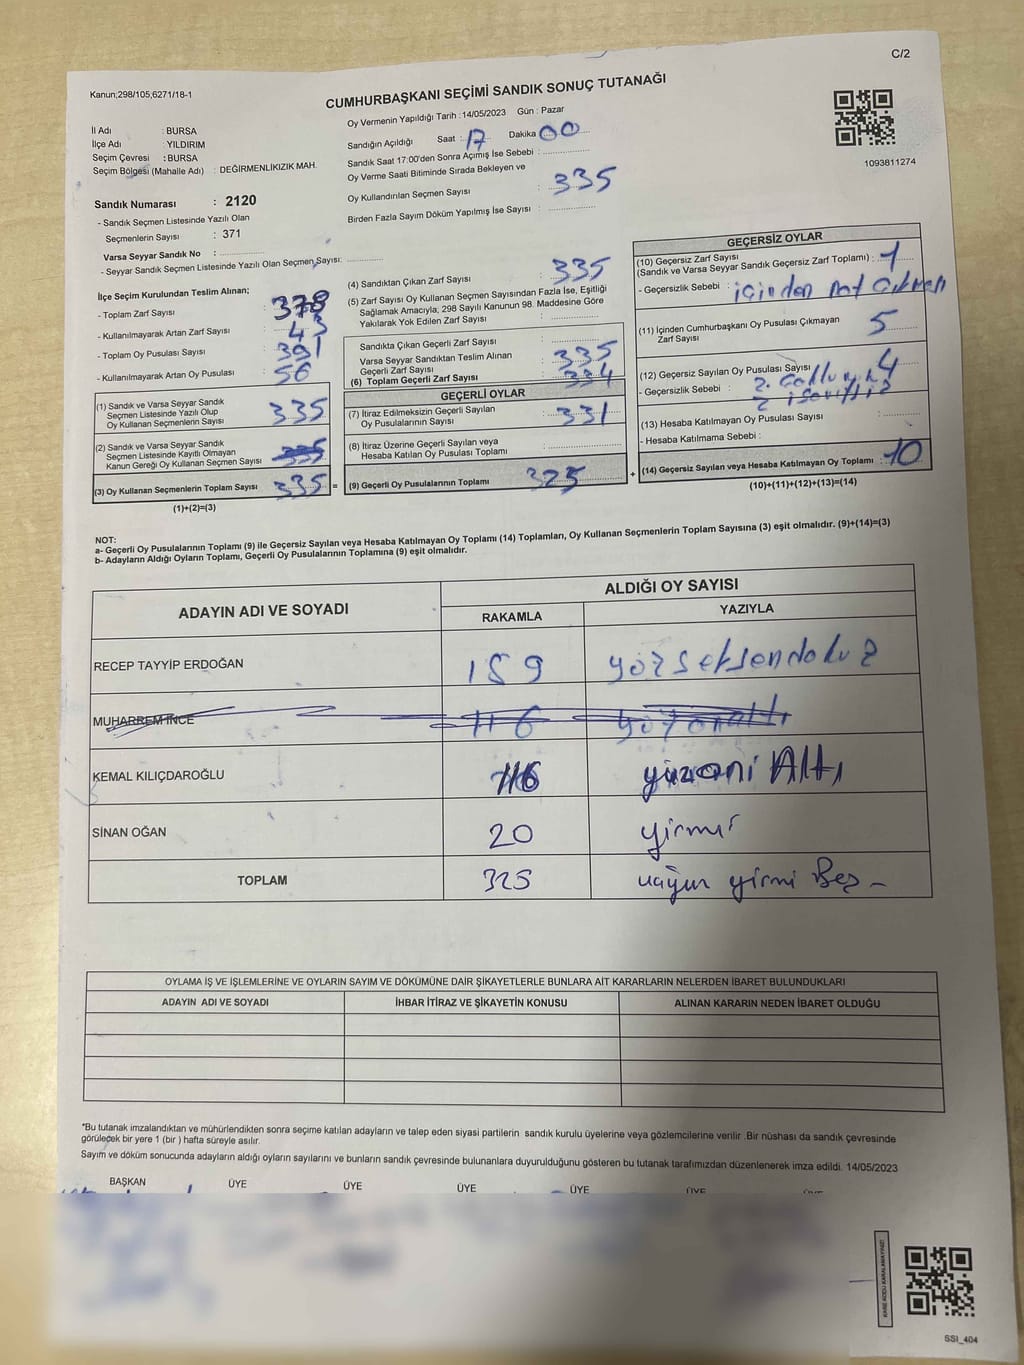 C/2
Kanun;298/105,6271/18-1
CUMHURBAŞKANI SEÇİMİ SANDIK SONUÇ TUTANAĞI
İl Adı : BURSA
İlçe Adı : YILDIRIM
Seçim Çevresi : BURSA
Seçim Bölgesi (Mahalle Adı) : DEĞİRMENLİKIZIK MAH.
Sandık Numarası : 2120
- Sandık Seçmen Listesinde Yazılı Olan
Seçmenlerin Sayısı : 371
Varsa Seyyar Sandık No :
- Seyyar Sandık Seçmen Listesinde Yazılı Olan Seçmen Sayısı:
Oy Vermenin Yapıldığı Tarih : 14/05/2023 Gün : Pazar
Sandığın Açıldığı Saat : 17 Dakika 00
Sandık Saat 17:00'den Sonra Açımış İse Sebebi :
Oy Verme Saati Bitiminde Sırada Bekleyen ve
Oy Kullandırılan Seçmen Sayısı : 335
Birden Fazla Sayım Döküm Yapılmış İse Sayısı :
1093811274
İlçe Seçim Kurulundan Teslim Alınan;
- Toplam Zarf Sayısı : 378
- Kullanılmayarak Artan Zarf Sayısı : 43
- Toplam Oy Pusulası Sayısı : 391
- Kullanılmayarak Artan Oy Pusulası : 56
(1) Sandık ve Varsa Seyyar Sandık
Seçmen Listesinde Yazılı Olup
Oy Kullanan Seçmenlerin Sayısı : 335
(2) Sandık ve Varsa Seyyar Sandık
Seçmen Listesinde Kayıtlı Olmayan
Kanun Gereği Oy Kullanan Seçmen Sayısı : 335
(3) Oy Kullanan Seçmenlerin Toplam Sayısı : 335 =
(1)+(2)=(3)
(4) Sandıktan Çıkan Zarf Sayısı : 335
(5) Zarf Sayısı Oy Kullanan Seçmen Sayısından Fazla İse, Eşitliği
Sağlamak Amacıyla, 298 Sayılı Kanunun 98. Maddesine Göre
Yakılarak Yok Edilen Zarf Sayısı :
Sandıkta Çıkan Geçerli Zarf Sayısı :
Varsa Seyyar Sandıktan Teslim Alınan
Geçerli Zarf Sayısı : 335
(6) Toplam Geçerli Zarf Sayısı : 334
GEÇERLİ OYLAR
(7) İtiraz Edilmeksizin Geçerli Sayılan
Oy Pusulalarının Sayısı : 331
(8) İtiraz Üzerine Geçerli Sayılan veya
Hesaba Katılan Oy Pusulası Toplamı :
(9) Geçerli Oy Pusulalarının Toplamı : 325 +
GEÇERSİZ OYLAR
(10) Geçersiz Zarf Sayısı
(Sandık ve Varsa Seyyar Sandık Geçersiz Zarf Toplamı) : 1
- Geçersizlik Sebebi : içinden not çıkması
(11) İçinden Cumhurbaşkanı Oy Pusulası Çıkmayan
Zarf Sayısı : 5
(12) Geçersiz Sayılan Oy Pusulası Sayısı : 4
- Geçersizlik Sebebi :
(13) Hesaba Katılmayan Oy Pusulası Sayısı :
- Hesaba Katılmama Sebebi :
(14) Geçersiz Sayılan veya Hesaba Katılmayan Oy Toplamı : 10
(10)+(11)+(12)+(13)=(14)
NOT:
a- Geçerli Oy Pusulalarının Toplamı (9) ile Geçersiz Sayılan veya Hesaba Katılmayan Oy Toplamı (14) Toplamları, Oy Kullanan Seçmenlerin Toplam Sayısına (3) eşit olmalıdır. (9)+(14)=(3)
b- Adayların Aldığı Oyların Toplamı, Geçerli Oy Pusulalarının Toplamına (9) eşit olmalıdır.
ADAYIN ADI VE SOYADI
ALDIĞI OY SAYISI
RAKAMLA YAZIYLA
RECEP TAYYİP ERDOĞAN 189 yözseksendokuz
MUHARREM İNCE 116 yözonaltı
KEMAL KILIÇDAROĞLU 116 yüzoni Altı
SİNAN OĞAN 20 yirmi
TOPLAM 325 üçyüz yirmi Beş -
OYLAMA İŞ VE İŞLEMLERİNE VE OYLARIN SAYIM VE DÖKÜMÜNE DAİR ŞİKAYETLERLE BUNLARA AİT KARARLARIN NELERDEN İBARET BULUNDUKLARI
ADAYIN ADI VE SOYADI İHBAR İTİRAZ VE ŞİKAYETİN KONUSU ALINAN KARARIN NEDEN İBARET OLDUĞU
*Bu tutanak imzalandıktan ve mühürlendikten sonra seçime katılan adayların ve talep eden siyasi partilerin sandık kurulu üyelerine veya gözlemcilerine verilir .Bir nüshası da sandık çevresinde
görülecek bir yere 1 (bir ) hafta süreyle asılır.
Sayım ve döküm sonucunda adayların aldığı oyların sayılarını ve bunların sandık çevresinde bulunanlara duyurulduğunu gösteren bu tutanak tarafımızdan düzenlenerek imza edildi. 14/05/2023
BAŞKAN ÜYE ÜYE ÜYE ÜYE ÜYE ÜYE
SSI_404